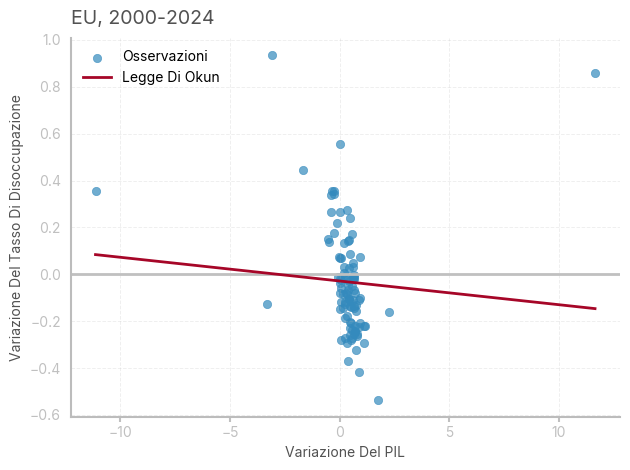 EU, 2000-2024
Osservazioni
Legge Di Okun
Variazione Del Tasso Di Disoccupazione
1.0
0.8
0.6
0.4
0.2
0.0
−0.2
−0.4
−0.6
−10
−5
0
5
10
Variazione Del PIL